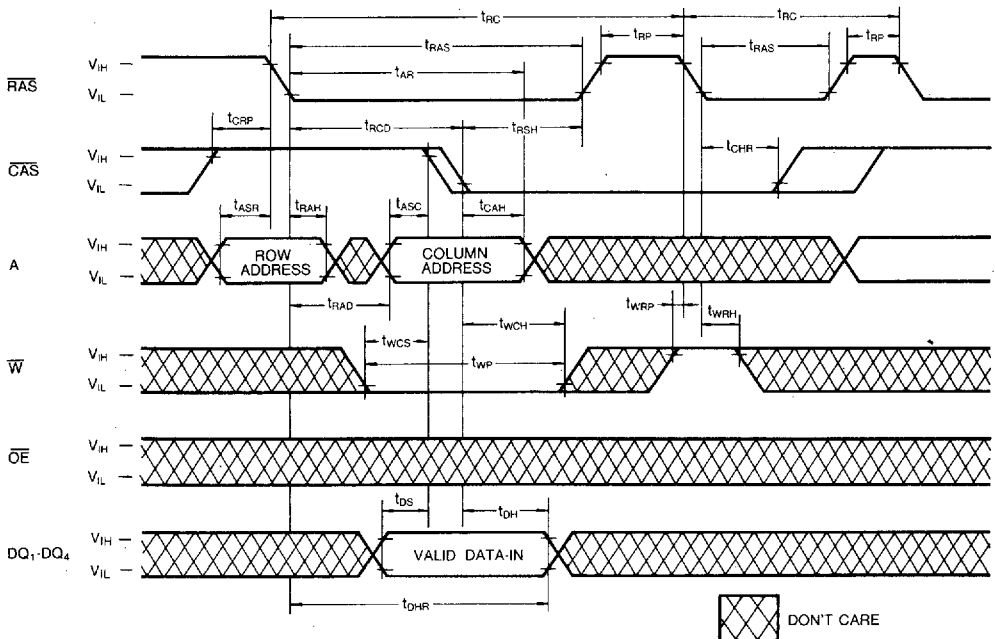 tRC tRC
tRAS tRP tRAS tRP
tAR
RAS VIH
VIL
tCRP tRCD tRSH tCHR
CAS VIH
VIL
tASR tRAH tASC tCAH
A VIH
VIL
ROW ADDRESS
COLUMN ADDRESS
tRAD
tWCH tWRP tWRH
tWCS
tWP
W VIH
VIL
OE VIH
VIL
tDS tDH
DQ1-DQ4 VIH
VIL
VALID DATA-IN
tDHR
DON'T CARE